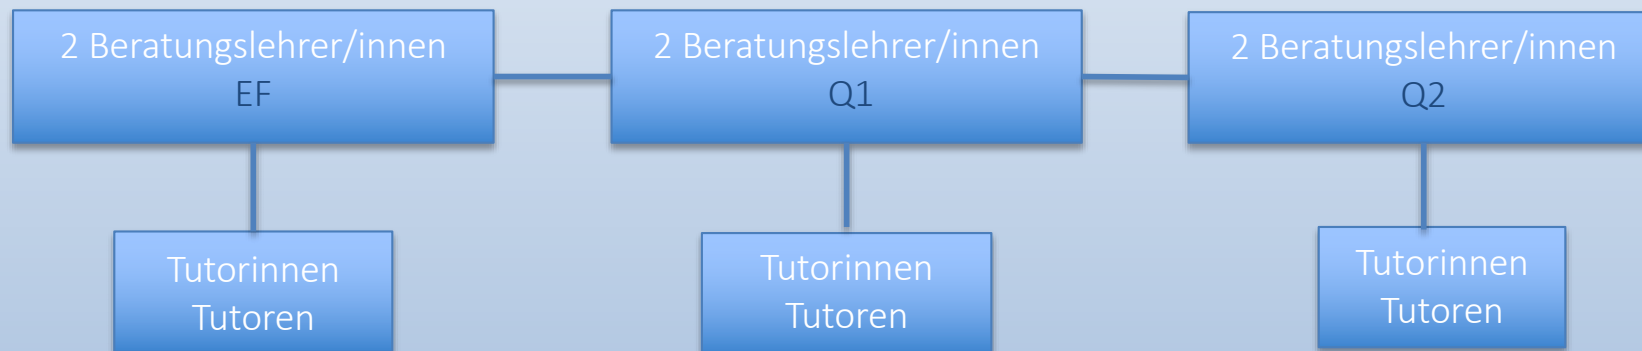 2 Beratungslehrer/innen
EF
2 Beratungslehrer/innen
Q1
2 Beratungslehrer/innen
Q2
Tutorinnen
Tutoren
Tutorinnen
Tutoren
Tutorinnen
Tutoren